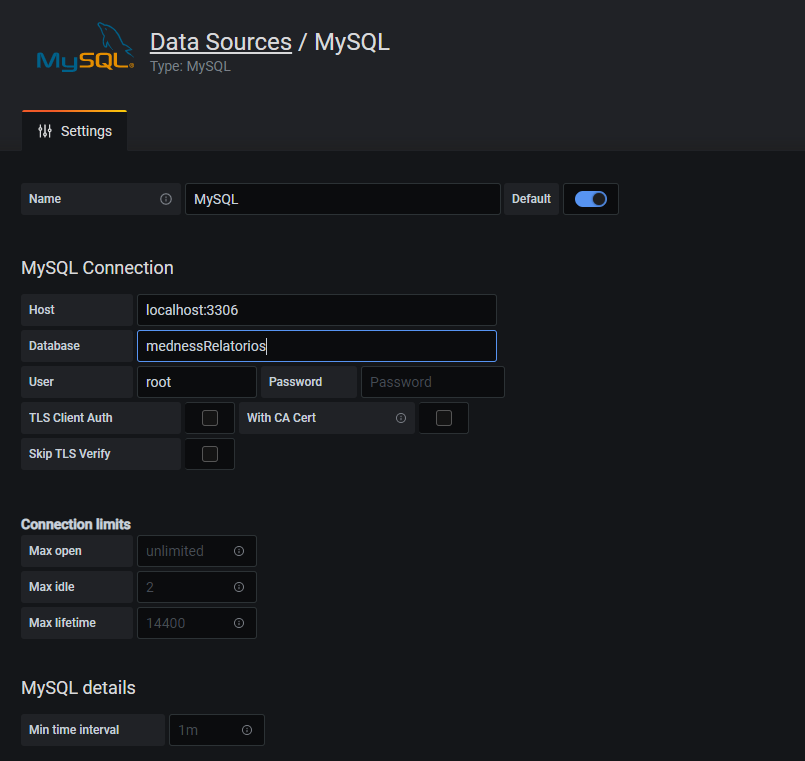 MySQL®
Data Sources / MySQL
Type: MySQL
Settings
Name MySQL Default
MySQL Connection
Host localhost:3306
Database mednessRelatorios
User root Password Password
TLS Client Auth With CA Cert
Skip TLS Verify
Connection limits
Max open unlimited
Max idle 2
Max lifetime 14400
MySQL details
Min time interval 1m